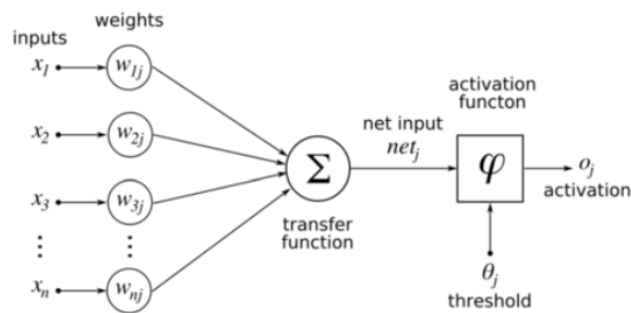 weights
inputs
x1
w1j
x2
w2j
x3
w3j
xn
wnj
Σ
transfer
function
net input
netj
activation
functon
φ
oj
activation
θj
threshold